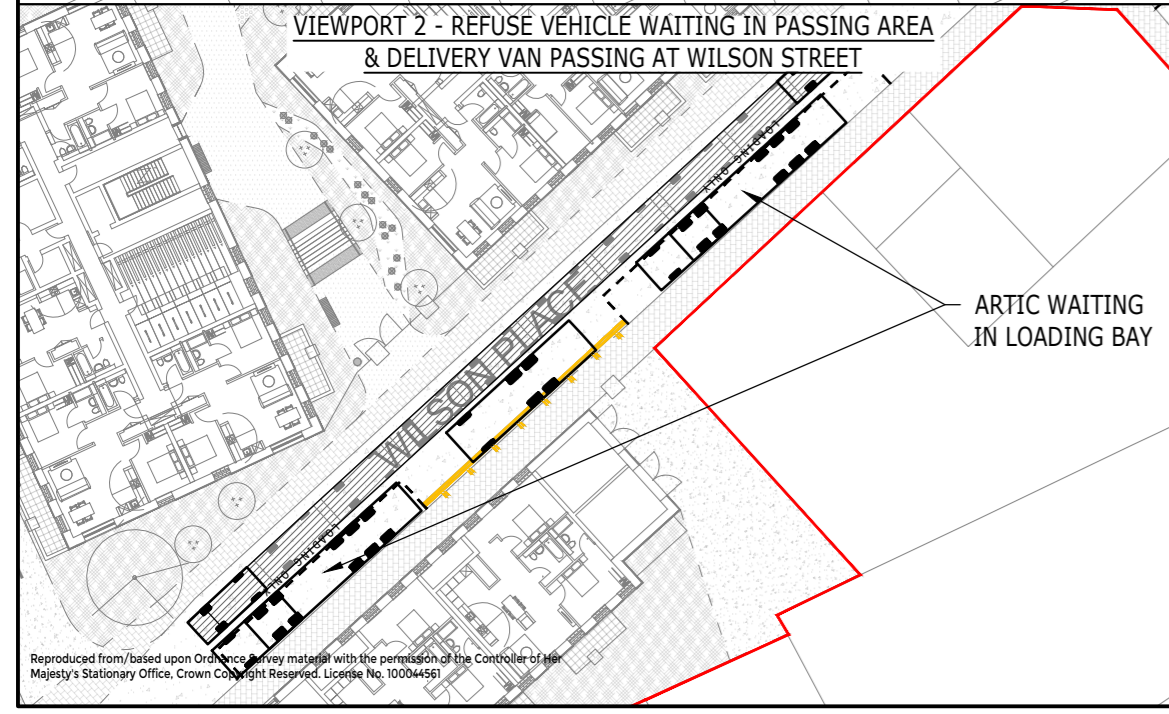 VIEWPORT 2 - REFUSE VEHICLE WAITING IN PASSING AREA
& DELIVERY VAN PASSING AT WILSON STREET
LOADING ONLY
WILSON PLACE
ARTIC WAITING
IN LOADING BAY
LOADING ONLY
Reproduced from/based upon Ordnance Survey material with the permission of the Controller of Her
Majesty's Stationary Office, Crown Copyright Reserved. License No. 100044561